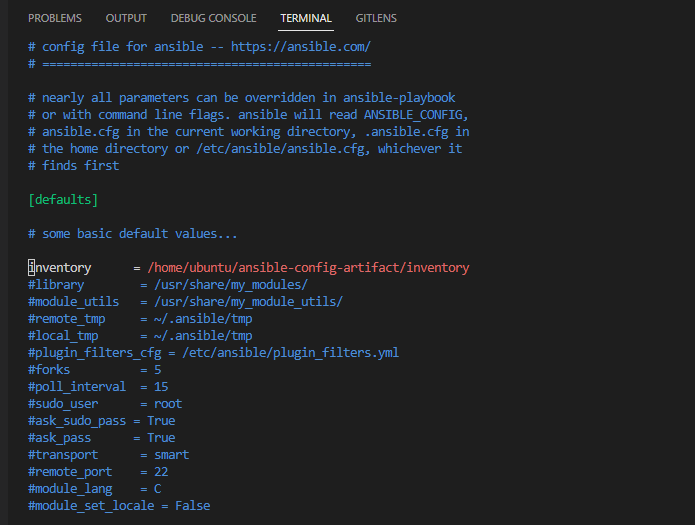 PROBLEMS OUTPUT DEBUG CONSOLE TERMINAL GITLENS
# config file for ansible -- https://ansible.com/
# ===============================================
# nearly all parameters can be overridden in ansible-playbook
# or with command line flags. ansible will read ANSIBLE_CONFIG,
# ansible.cfg in the current working directory, .ansible.cfg in
# the home directory or /etc/ansible/ansible.cfg, whichever it
# finds first
[defaults]
# some basic default values...
inventory      = /home/ubuntu/ansible-config-artifact/inventory
#library        = /usr/share/my_modules/
#module_utils   = /usr/share/my_module_utils/
#remote_tmp     = ~/.ansible/tmp
#local_tmp      = ~/.ansible/tmp
#plugin_filters_cfg = /etc/ansible/plugin_filters.yml
#forks          = 5
#poll_interval  = 15
#sudo_user      = root
#ask_sudo_pass = True
#ask_pass      = True
#transport      = smart
#remote_port    = 22
#module_lang    = C
#module_set_locale = False